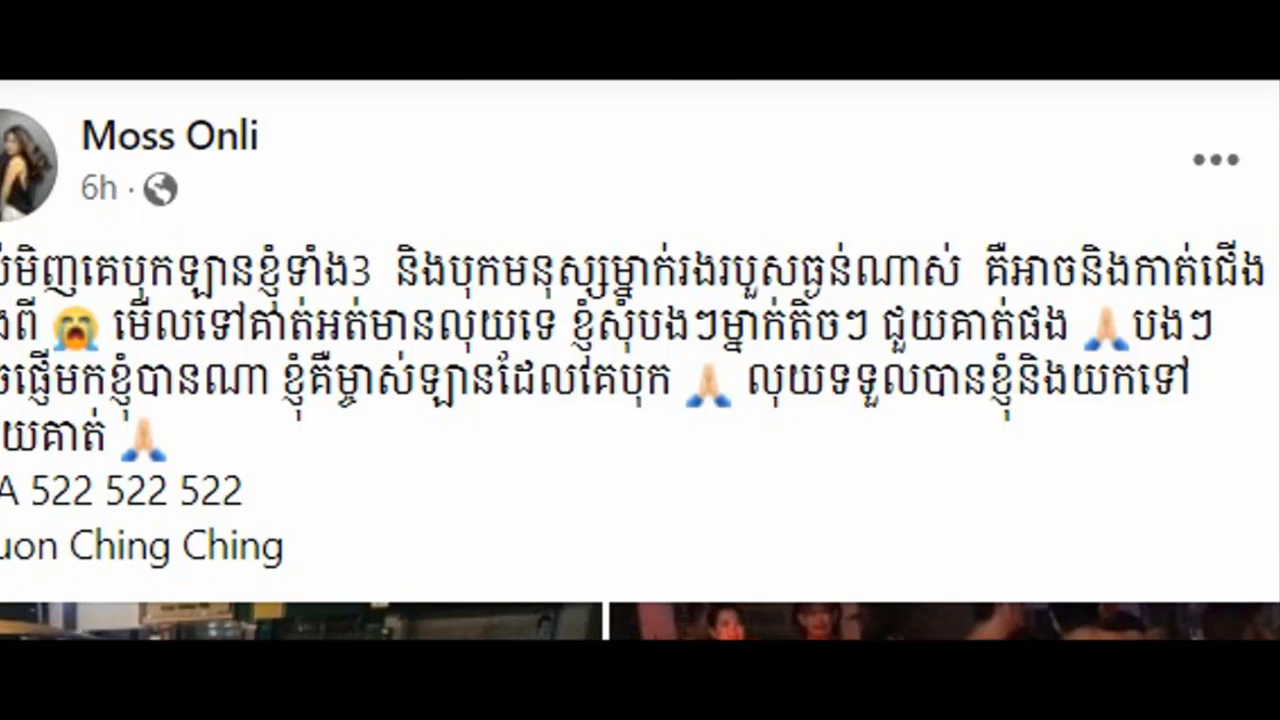 Moss Onli
6h ·
គេបុកឡានខ្ញុំទាំង3 និងបុកមនុស្សម្នាក់រងរបួសធ្ងន់ណាស់ គឺអាចនិងកាត់ជើង
មើលទៅគាត់អត់មានលុយទេ ខ្ញុំសុំបងៗម្នាក់តិចៗ ជួយគាត់ផង 🙏🏻បងៗ
ផ្ញើមកខ្ញុំបានណា ខ្ញុំគឺម្ចាស់ឡានដែលគេបុក 🙏🏻 លុយទទួលបានខ្ញុំនិងយកទៅ
គាត់ 🙏🏻
A 522 522 522
Ching Ching